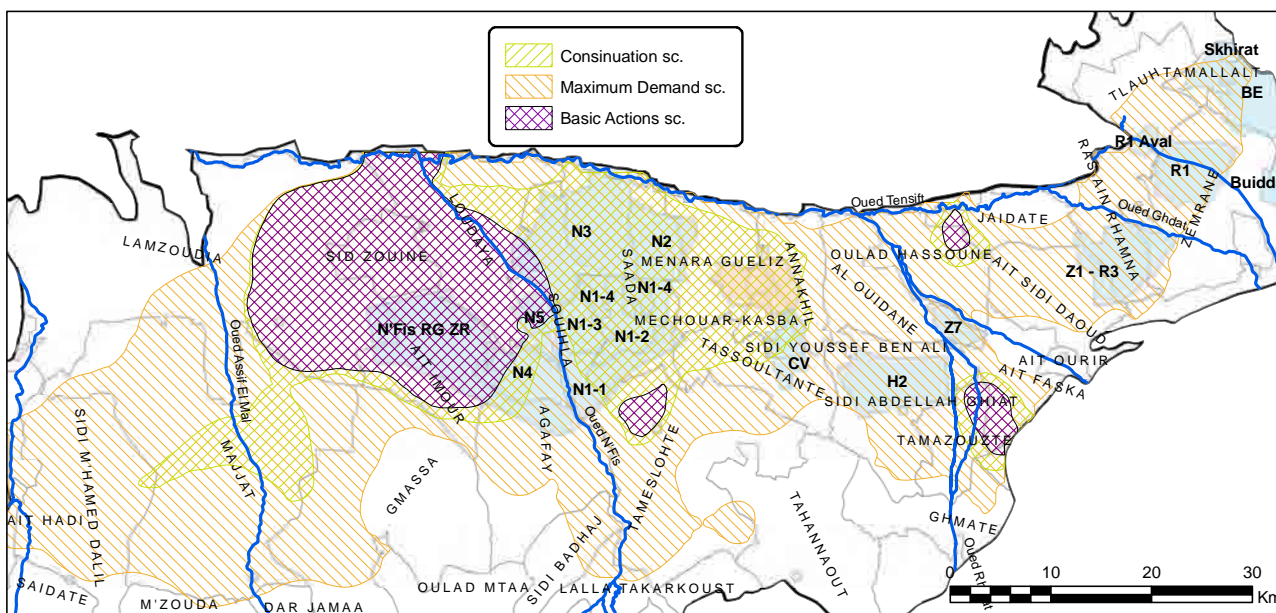 Consinuation sc.
Maximum Demand sc.
Basic Actions sc.
Skhirat
TLAUH
TAMALLALT
BE
R1 Aval
RAS AIN RHAMNA
R1
Buidd
ZEMRANE
Oued Ghdat
Oued Tensift
JAIDATE
LOUDAYA
N3
N2
LAMZOUDIA
SID ZOUINE
SAADA
MENARA GUELIZ
ANNAKHIL
OULAD HASSOUNE
AL OUIDANE
AIT SIDI DAOUD
Z1 - R3
N1-4
N1-4
SOUIHLA
N5
N'Fis RG ZR
N1-3
N1-2
MECHOUAR-KASBA
Z7
SIDI YOUSSEF BEN ALI
AIT OURIR
Oued Assif El Mal
AIT IMOUR
N4
N1-1
TASSOULTANTE
CV
H2
AIT FASKA
SIDI ABDELLAH GHIAT
SIDI M'HAMED DALIL
MAJJAT
AGAFAY
Oued N'Fis
TAMAZOUZTE
GMASSA
TAMESLOHTE
TAHANNAOUT
AIT HADI
SIDI BADHAJ
GHMATE
SAIDATE
M'ZOUDA
DAR JAMAA
OULAD MTAA
LALLA TAKARKOUST
0 10 20 30
Km